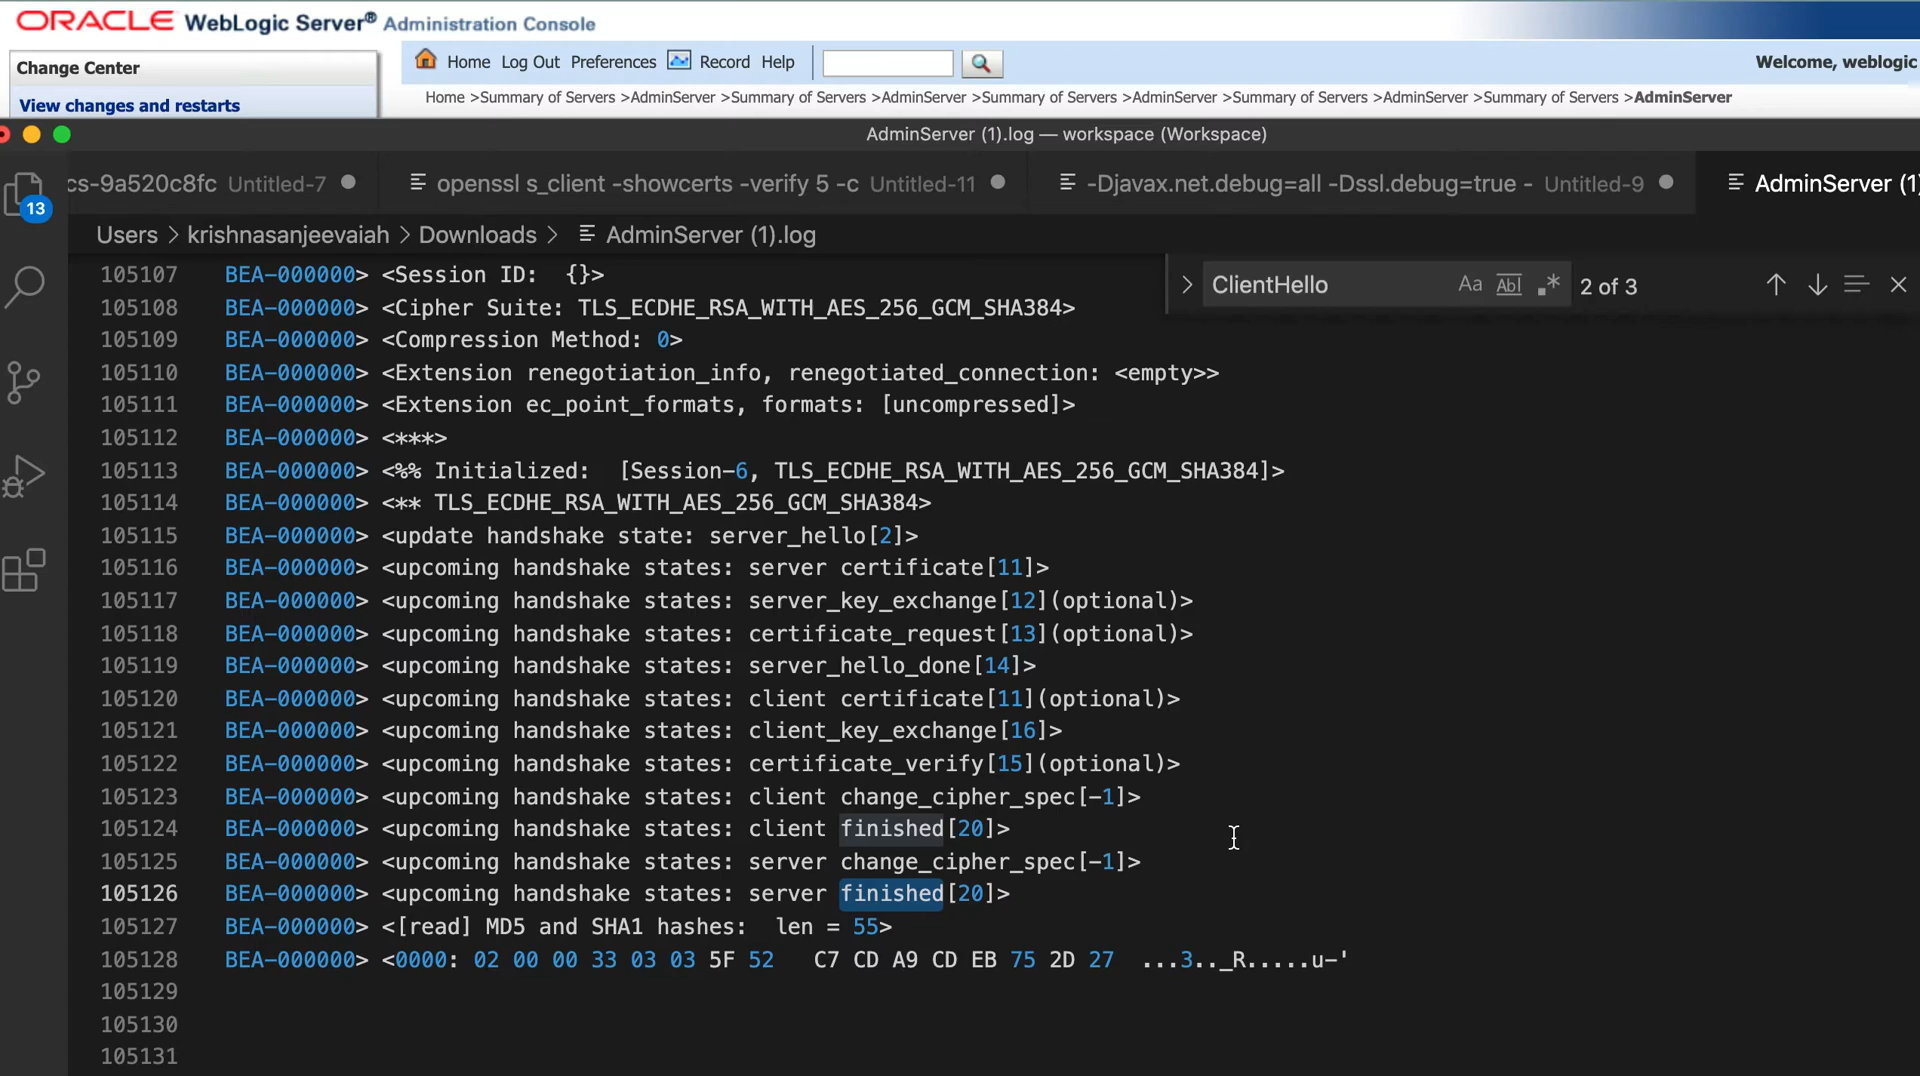 ORACLE WebLogic Server® Administration Console
Change Center
View changes and restarts
Home Log Out Preferences Record Help
Welcome, weblogic
Home >Summary of Servers >AdminServer >Summary of Servers >AdminServer >Summary of Servers >AdminServer >Summary of Servers >AdminServer >Summary of Servers >AdminServer
AdminServer (1).log — workspace (Workspace)
cs-9a520c8fc Untitled-7
openssl s_client -showcerts -verify 5 -c Untitled-11
-Djavax.net.debug=all -Dssl.debug=true - Untitled-9
AdminServer (1)
13
Users > krishnasanjeevaiah > Downloads > AdminServer (1).log
ClientHello Aa Abl .* 2 of 3
105107 BEA-000000> <Session ID:  {}>
105108 BEA-000000> <Cipher Suite: TLS_ECDHE_RSA_WITH_AES_256_GCM_SHA384>
105109 BEA-000000> <Compression Method: 0>
105110 BEA-000000> <Extension renegotiation_info, renegotiated_connection: <empty>>
105111 BEA-000000> <Extension ec_point_formats, formats: [uncompressed]>
105112 BEA-000000> <***>
105113 BEA-000000> <%% Initialized:  [Session-6, TLS_ECDHE_RSA_WITH_AES_256_GCM_SHA384]>
105114 BEA-000000> <** TLS_ECDHE_RSA_WITH_AES_256_GCM_SHA384>
105115 BEA-000000> <update handshake state: server_hello[2]>
105116 BEA-000000> <upcoming handshake states: server certificate[11]>
105117 BEA-000000> <upcoming handshake states: server_key_exchange[12](optional)>
105118 BEA-000000> <upcoming handshake states: certificate_request[13](optional)>
105119 BEA-000000> <upcoming handshake states: server_hello_done[14]>
105120 BEA-000000> <upcoming handshake states: client certificate[11](optional)>
105121 BEA-000000> <upcoming handshake states: client_key_exchange[16]>
105122 BEA-000000> <upcoming handshake states: certificate_verify[15](optional)>
105123 BEA-000000> <upcoming handshake states: client change_cipher_spec[-1]>
105124 BEA-000000> <upcoming handshake states: client finished[20]>
105125 BEA-000000> <upcoming handshake states: server change_cipher_spec[-1]>
105126 BEA-000000> <upcoming handshake states: server finished[20]>
105127 BEA-000000> <[read] MD5 and SHA1 hashes:  len = 55>
105128 BEA-000000> <0000: 02 00 00 33 03 03 5F 52   C7 CD A9 CD EB 75 2D 27  ...3.._R.....u-'
105129
105130
105131